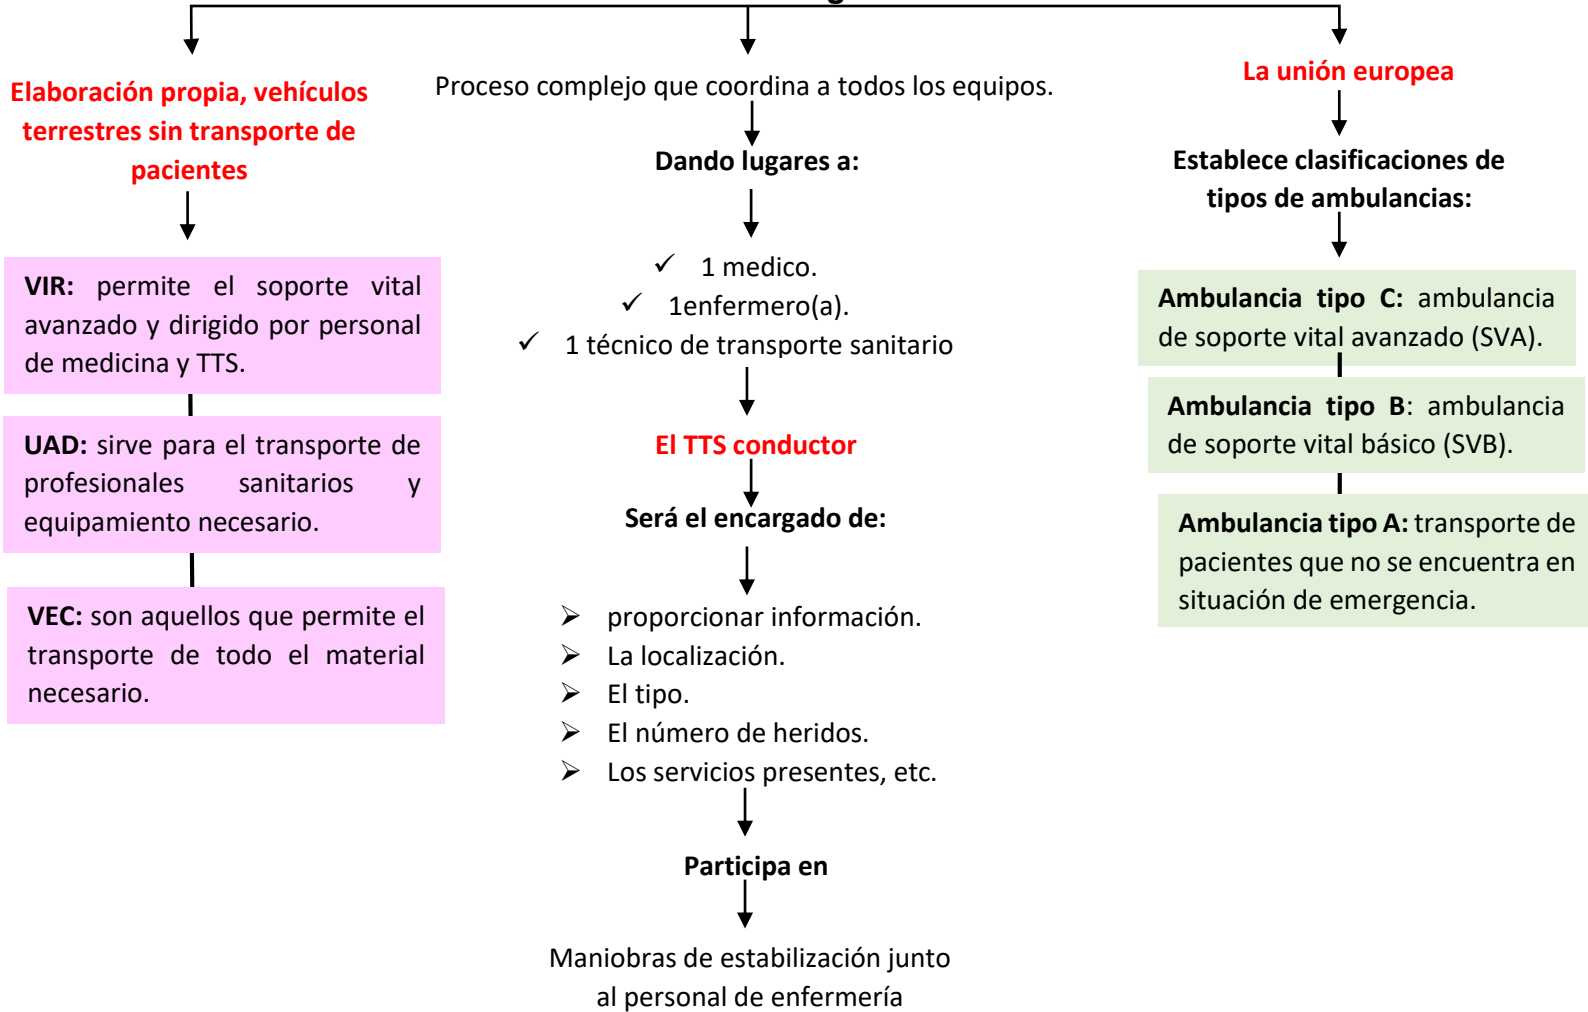 Elaboración propia, vehículos
terrestres sin transporte de
pacientes
VIR: permite el soporte vital
avanzado y dirigido por personal
de medicina y TTS.
UAD: sirve para el transporte de
profesionales sanitarios y
equipamiento necesario.
VEC: son aquellos que permite el
transporte de todo el material
necesario.
Proceso complejo que coordina a todos los equipos.
Dando lugares a:
✓ 1 medico.
✓ 1enfermero(a).
✓ 1 técnico de transporte sanitario
El TTS conductor
Será el encargado de:
➢ proporcionar información.
➢ La localización.
➢ El tipo.
➢ El número de heridos.
➢ Los servicios presentes, etc.
Participa en
Maniobras de estabilización junto
al personal de enfermería
La unión europea
Establece clasificaciones de
tipos de ambulancias:
Ambulancia tipo C: ambulancia
de soporte vital avanzado (SVA).
Ambulancia tipo B: ambulancia
de soporte vital básico (SVB).
Ambulancia tipo A: transporte de
pacientes que no se encuentra en
situación de emergencia.